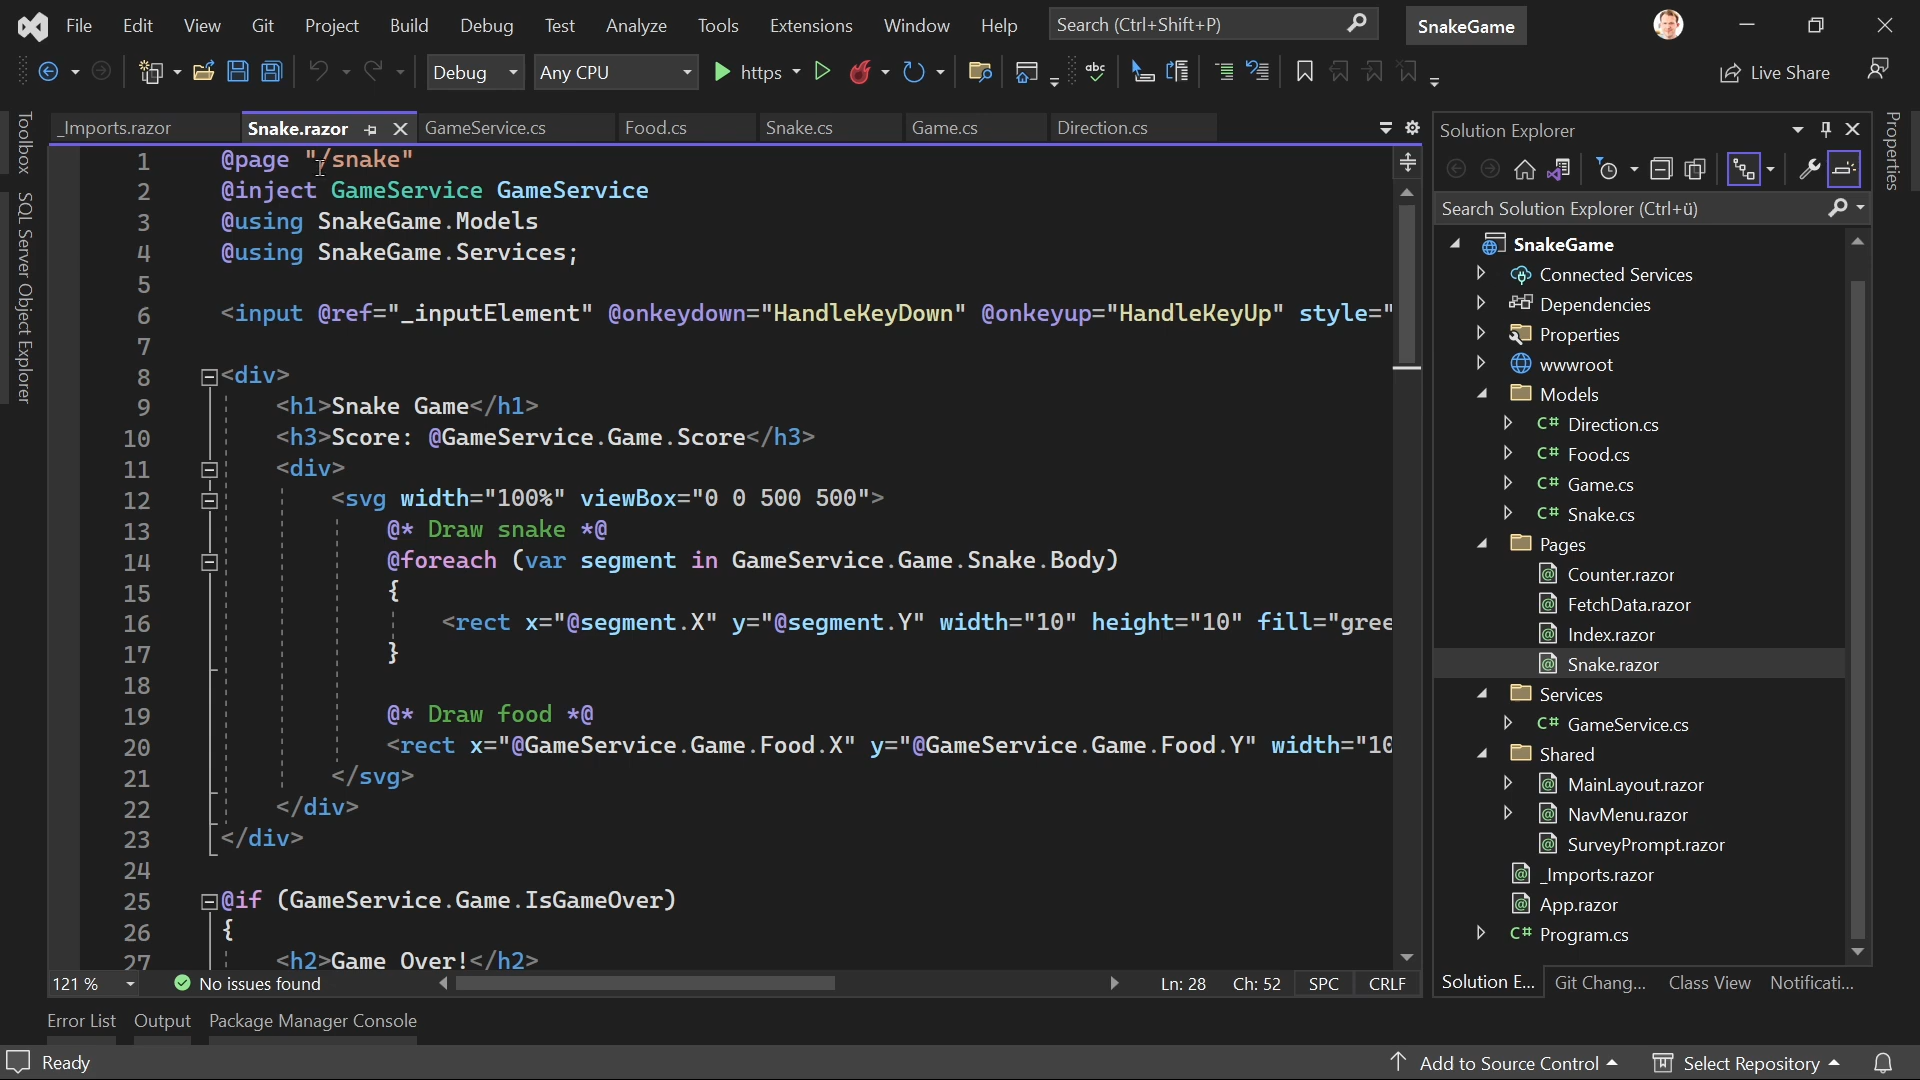 File Edit View Git Project Build Debug Test Analyze Tools Extensions Window Help Search (Ctrl+Shift+P) SnakeGame
Debug Any CPU https Live Share
Toolbox
SQL Server Object Explorer
_Imports.razor Snake.razor GameService.cs Food.cs Snake.cs Game.cs Direction.cs
1 @page "/snake"
2 @inject GameService GameService
3 @using SnakeGame.Models
4 @using SnakeGame.Services;
5
6 <input @ref="_inputElement" @onkeydown="HandleKeyDown" @onkeyup="HandleKeyUp" style="
7
8 <div>
9 <h1>Snake Game</h1>
10 <h3>Score: @GameService.Game.Score</h3>
11 <div>
12 <svg width="100%" viewBox="0 0 500 500">
13 @* Draw snake *@
14 @foreach (var segment in GameService.Game.Snake.Body)
15 {
16 <rect x="@segment.X" y="@segment.Y" width="10" height="10" fill="gree
17 }
18
19 @* Draw food *@
20 <rect x="@GameService.Game.Food.X" y="@GameService.Game.Food.Y" width="10
21 </svg>
22 </div>
23 </div>
24
25 @if (GameService.Game.IsGameOver)
26 {
27 <h2>Game Over!</h2>
121 % No issues found Ln: 28 Ch: 52 SPC CRLF
Solution Explorer
Search Solution Explorer (Ctrl+ü)
SnakeGame
Connected Services
Dependencies
Properties
wwwroot
Models
C# Direction.cs
C# Food.cs
C# Game.cs
C# Snake.cs
Pages
Counter.razor
FetchData.razor
Index.razor
Snake.razor
Services
C# GameService.cs
Shared
MainLayout.razor
NavMenu.razor
SurveyPrompt.razor
_Imports.razor
App.razor
C# Program.cs
Solution E... Git Chang... Class View Notificati...
Properties
Error List Output Package Manager Console
Ready Add to Source Control Select Repository